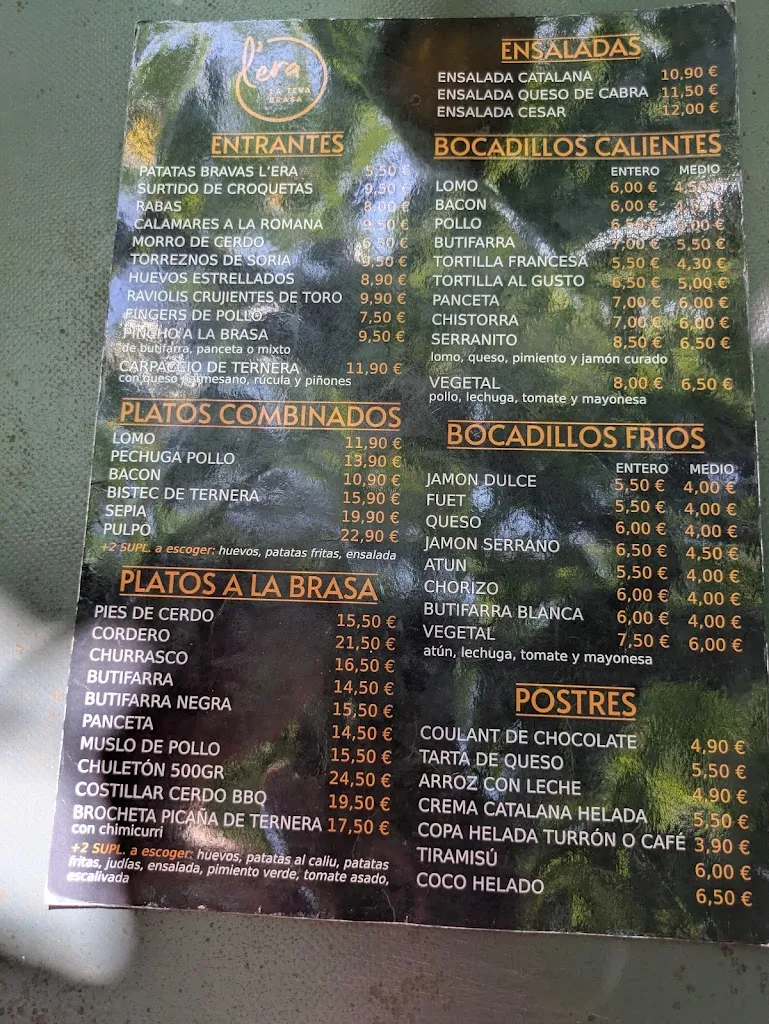 l'era
LA TEVA
BRASA
ENTRANTES
PATATAS BRAVAS L'ERA 5,50 €
SURTIDO DE CROQUETAS 9,50 €
RABAS 8,00 €
CALAMARES A LA ROMANA 9,50 €
MORRO DE CERDO 6,50 €
TORREZNOS DE SORIA 9,50 €
HUEVOS ESTRELLADOS 8,90 €
RAVIOLIS CRUJIENTES DE TORO 9,90 €
FINGERS DE POLLO 7,50 €
PINCHO A LA BRASA 9,50 €
de butifarra, panceta o mixto
CARPACCIO DE TERNERA 11,90 €
con queso parmesano, rúcula y piñones
PLATOS COMBINADOS
LOMO 11,90 €
PECHUGA POLLO 13,90 €
BACON 10,90 €
BISTEC DE TERNERA 15,90 €
SEPIA 19,90 €
PULPO 22,90 €
+2 SUPL. a escoger: huevos, patatas fritas, ensalada
PLATOS A LA BRASA
PIES DE CERDO 15,50 €
CORDERO 21,50 €
CHURRASCO 16,50 €
BUTIFARRA 14,50 €
BUTIFARRA NEGRA 15,50 €
PANCETA 14,50 €
MUSLO DE POLLO 15,50 €
CHULETÓN 500GR 24,50 €
COSTILLAR CERDO BBQ 19,50 €
BROCHETA PICAÑA DE TERNERA 17,50 €
con chimicurri
+2 SUPL. a escoger: huevos, patatas al caliu, patatas
fritas, judías, ensalada, pimiento verde, tomate asado,
escalivada
ENSALADAS
ENSALADA CATALANA 10,90 €
ENSALADA QUESO DE CABRA 11,50 €
ENSALADA CESAR 12,00 €
BOCADILLOS CALIENTES
ENTERO MEDIO
LOMO 6,00 € 4,50 €
BACON 6,00 €
POLLO 6,50 €
BUTIFARRA 7,00 € 5,50 €
TORTILLA FRANCESA 5,50 € 4,30 €
TORTILLA AL GUSTO 6,50 € 5,00 €
PANCETA 7,00 € 6,00 €
CHISTORRA 7,00 € 6,00 €
SERRANITO 8,50 € 6,50 €
lomo, queso, pimiento y jamón curado
VEGETAL 8,00 € 6,50 €
pollo, lechuga, tomate y mayonesa
BOCADILLOS FRIOS
ENTERO MEDIO
JAMON DULCE 5,50 € 4,00 €
FUET 5,50 € 4,00 €
QUESO 6,00 € 4,00 €
JAMON SERRANO 6,50 € 4,50 €
ATUN 5,50 € 4,00 €
CHORIZO 6,00 € 4,00 €
BUTIFARRA BLANCA 6,00 € 4,00 €
VEGETAL 7,50 € 6,00 €
atún, lechuga, tomate y mayonesa
POSTRES
COULANT DE CHOCOLATE 4,90 €
TARTA DE QUESO 5,50 €
ARROZ CON LECHE 4,90 €
CREMA CATALANA HELADA 5,50 €
COPA HELADA TURRÓN O CAFÉ 3,90 €
TIRAMISÚ 6,00 €
COCO HELADO 6,50 €